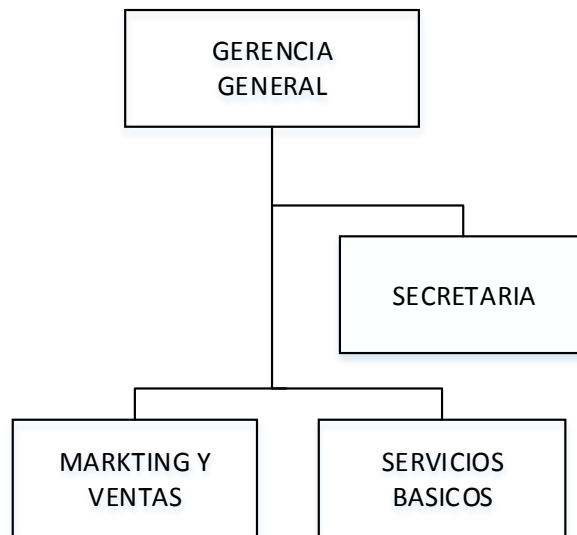 GERENCIA
GENERAL
SECRETARIA
MARKTING Y
VENTAS
SERVICIOS
BASICOS